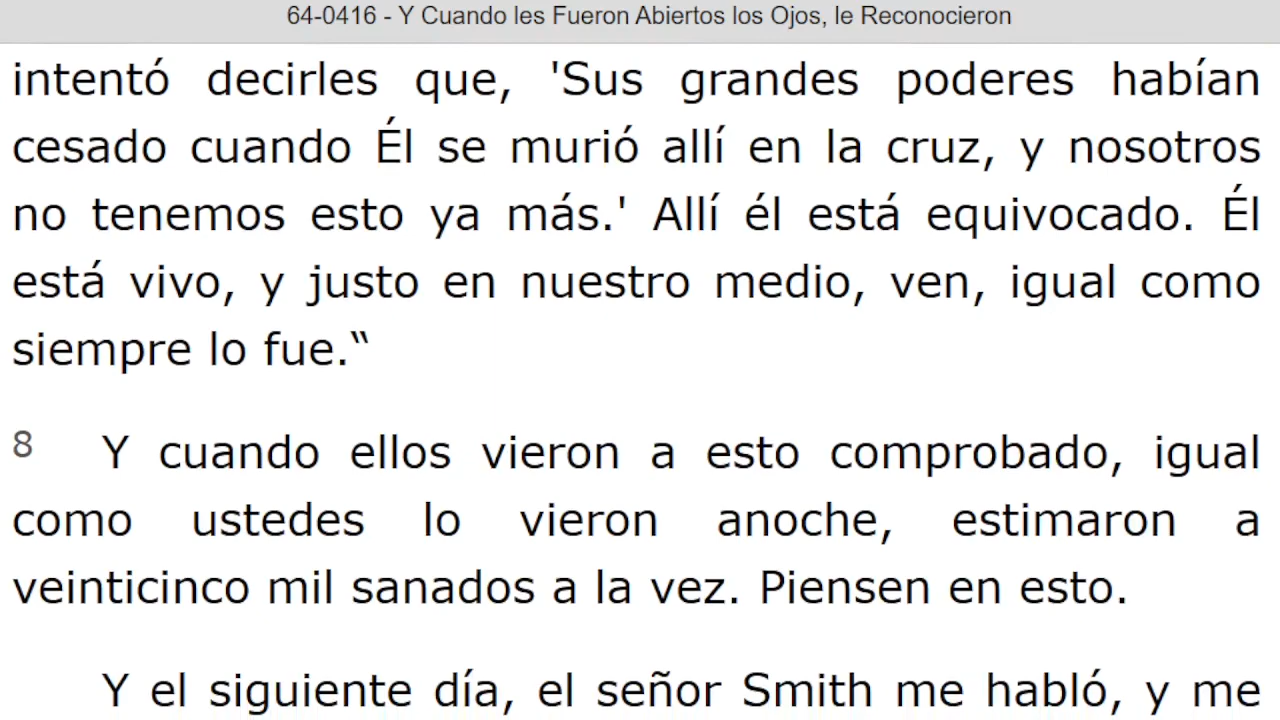 64-0416 - Y Cuando les Fueron Abiertos los Ojos, le Reconocieron
intentó decirles que, 'Sus grandes poderes habían
cesado cuando Él se murió allí en la cruz, y nosotros
no tenemos esto ya más.' Allí él está equivocado. Él
está vivo, y justo en nuestro medio, ven, igual como
siempre lo fue.“
8 Y cuando ellos vieron a esto comprobado, igual
como ustedes lo vieron anoche, estimaron a
veinticinco mil sanados a la vez. Piensen en esto.
Y el siguiente día, el señor Smith me habló, y me